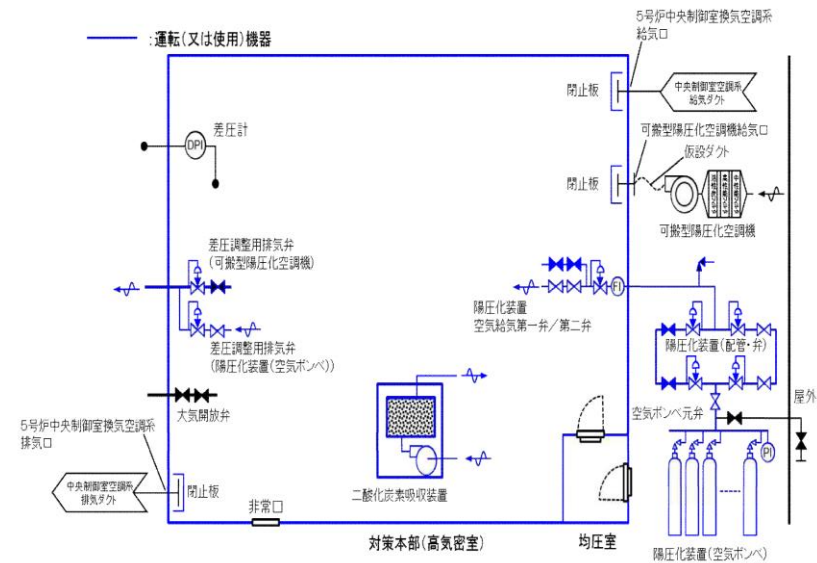 5号炉中央制御室換気空調系
給気口
:運転(又は使用)機器
閉止板
中央制御室空調系
給気ダクト
差圧計
DPI
可搬型陽圧化空調機給気口
仮設ダクト
閉止板
可搬型陽圧化空調機
差圧調整用排気弁
(可搬型陽圧化空調機)
FI
陽圧化装置
空気給気第一弁/第二弁
差圧調整用排気弁
(陽圧化装置(空気ボンベ))
陽圧化装置(配管・弁)
大気開放弁
空気ボンベ元弁
屋外
5号炉中央制御室換気空調系
排気口
PI
中央制御室空調系
排気ダクト
閉止板
非常口
二酸化炭素吸収装置
対策本部(高気密室)
均圧室
陽圧化装置(空気ボンベ)